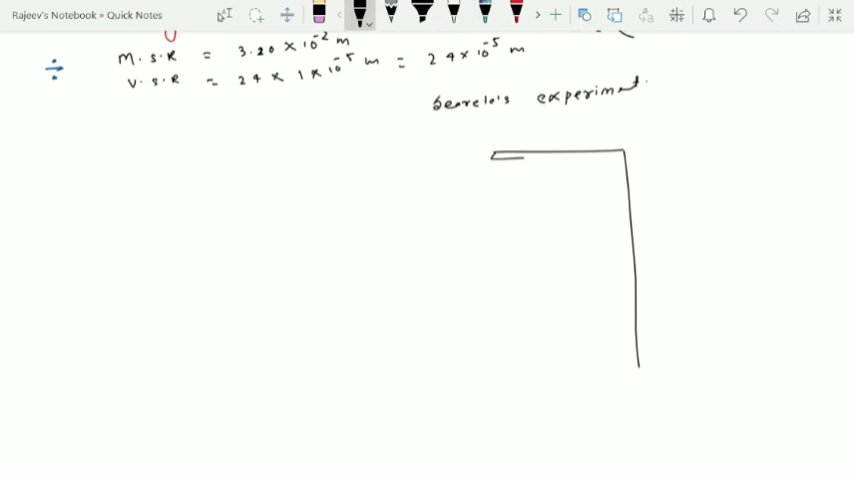 Rajeev's Notebook » Quick Notes
M.S.R = 3.20 × 10⁻² m
V.S.R = 24 × 1 × 10⁻⁵ m = 24 × 10⁻⁵ m
Searle's experiment.